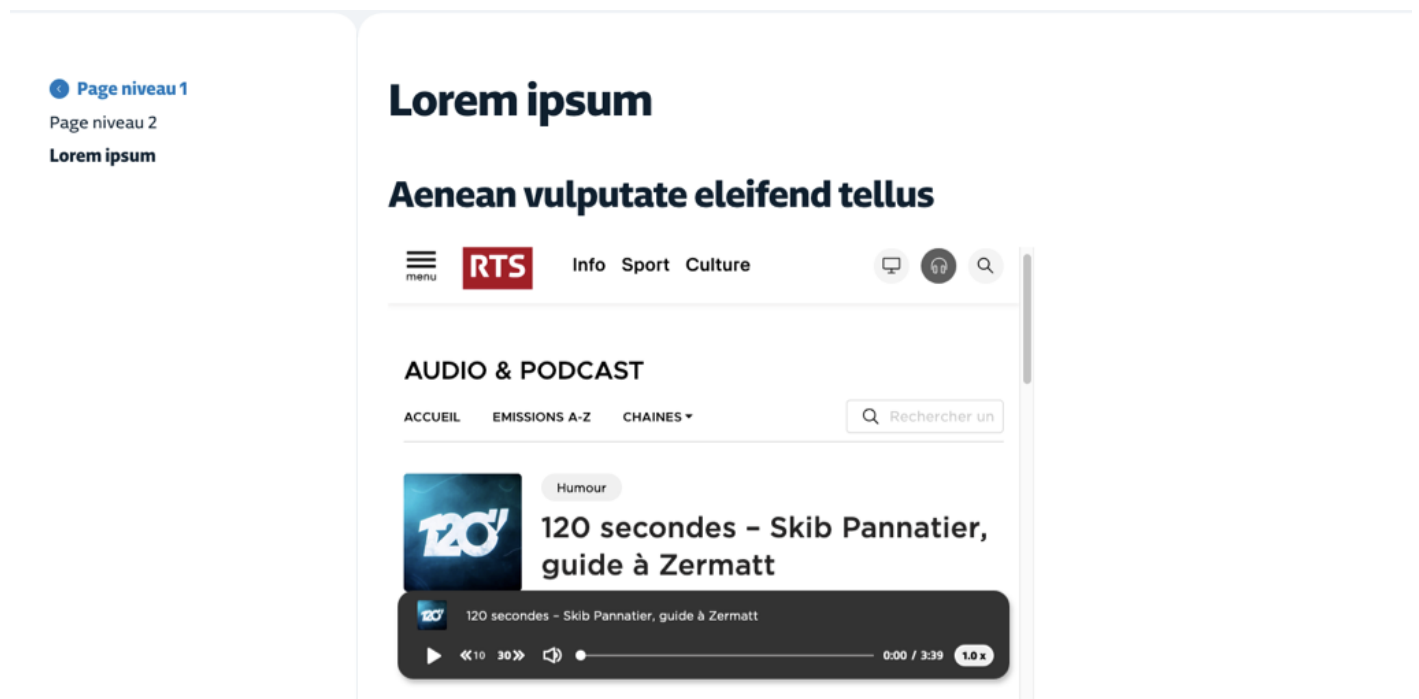 Page niveau 1
Page niveau 2
Lorem ipsum
Lorem ipsum
Aenean vulputate eleifend tellus
menu
RTS
Info Sport Culture
AUDIO & PODCAST
ACCUEIL EMISSIONS A-Z CHAINES
Rechercher un
120"
Humour
120 secondes – Skib Pannatier,
guide à Zermatt
120"
120 secondes – Skib Pannatier, guide à Zermatt
10 30 0:00 / 3:39 1.0 x